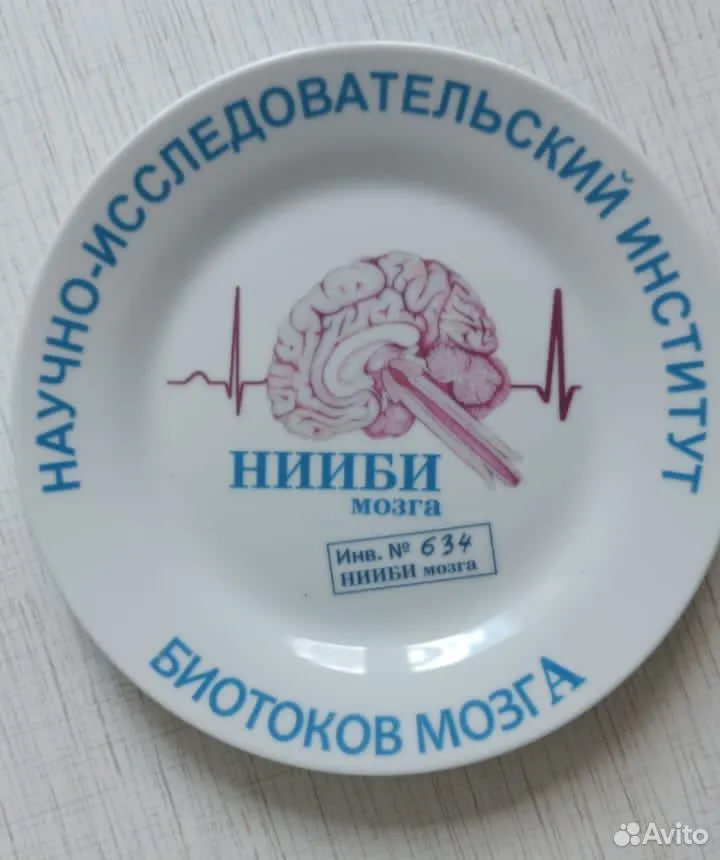 НАУЧНО-ИССЛЕДОВАТЕЛЬСКИЙ ИНСТИТУТ
НИИБИ
мозга
Инв. № 634
НИИБИ мозга
БИОТОКОВ МОЗГА
Avito